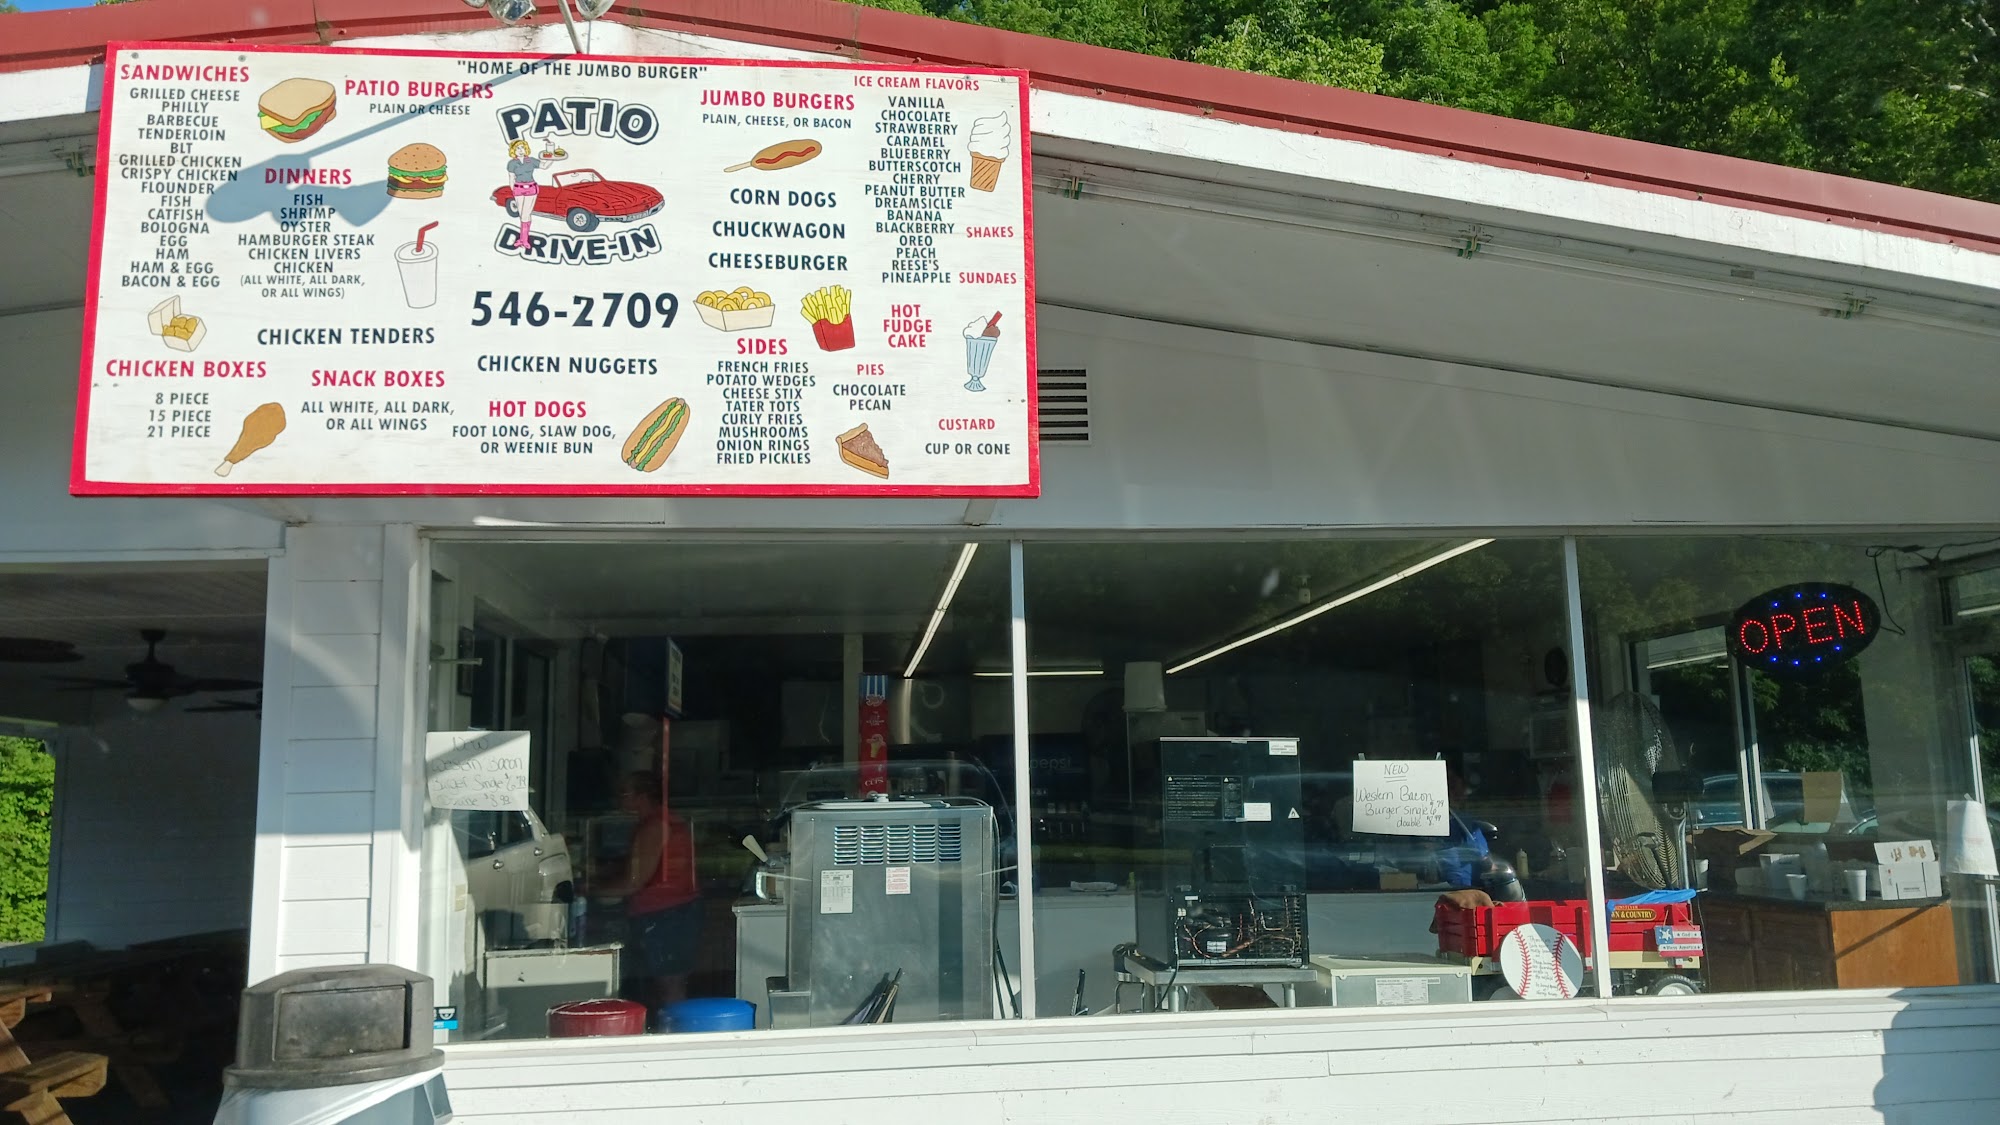 "HOME OF THE JUMBO BURGER"
SANDWICHES
GRILLED CHEESE
PHILLY
BARBECUE
TENDERLOIN
BLT
GRILLED CHICKEN
CRISPY CHICKEN
FLOUNDER
FISH
CATFISH
BOLOGNA
EGG
HAM
HAM & EGG
BACON & EGG
PATIO BURGERS
PLAIN OR CHEESE
DINNERS
FISH
SHRIMP
OYSTER
HAMBURGER STEAK
CHICKEN LIVERS
CHICKEN
(ALL WHITE, ALL DARK,
OR ALL WINGS)
PATIO
DRIVE-IN
546-2709
JUMBO BURGERS
PLAIN, CHEESE, OR BACON
CORN DOGS
CHUCKWAGON
CHEESEBURGER
ICE CREAM FLAVORS
VANILLA
CHOCOLATE
STRAWBERRY
CARAMEL
BLUEBERRY
BUTTERSCOTCH
CHERRY
PEANUT BUTTER
DREAMSICLE
BANANA
BLACKBERRY
OREO
PEACH
REESE'S
PINEAPPLE
SHAKES
SUNDAES
HOT
FUDGE
CAKE
CHICKEN TENDERS
CHICKEN BOXES
8 PIECE
15 PIECE
21 PIECE
SNACK BOXES
ALL WHITE, ALL DARK,
OR ALL WINGS
CHICKEN NUGGETS
HOT DOGS
FOOT LONG, SLAW DOG,
OR WEENIE BUN
SIDES
FRENCH FRIES
POTATO WEDGES
CHEESE STIX
TATER TOTS
CURLY FRIES
MUSHROOMS
ONION RINGS
FRIED PICKLES
PIES
CHOCOLATE
PECAN
CUSTARD
CUP OR CONE
OPEN
NEW
Western Bacon
Burger Single 6.79
double 8.99
pepsi
N & COUNTRY